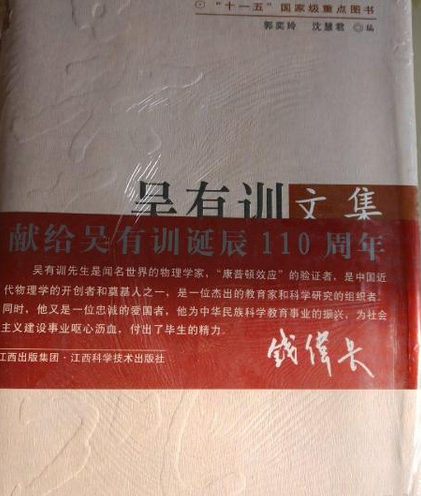 "十一五"国家级重点图书
郭奕玲 沈慧君 ◎ 编
吴有训文集
献给吴有训诞辰110周年
吴有训先生是闻名世界的物理学家，"康普顿效应"的验证者，是中国近
代物理学的开创者和奠基人之一，是一位杰出的教育家和科学研究的组织者。
同时，他又是一位忠诚的爱国者，他为中华民族科学教育事业的振兴，为社会
主义建设事业呕心沥血，付出了毕生的精力。
钱伟长
江西出版集团·江西科学技术出版社